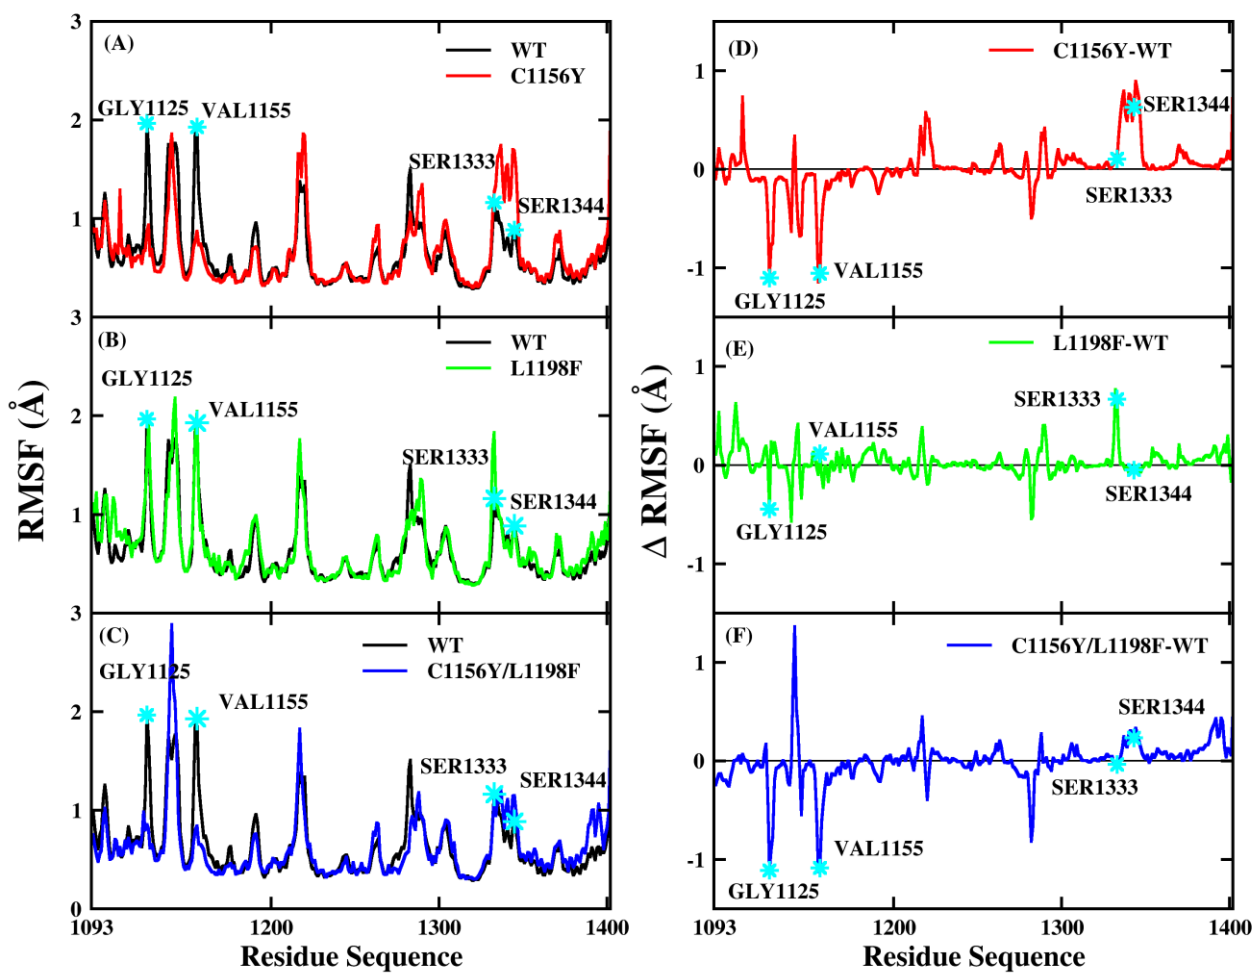 (A)
WT
C1156Y
GLY1125
VAL1155
SER1333
SER1344
3
2
1
0
(B)
WT
L1198F
GLY1125
VAL1155
SER1333
SER1344
3
2
1
0
(C)
WT
C1156Y/L1198F
GLY1125
VAL1155
SER1333
SER1344
3
2
1
0
RMSF (Å)
1093
1200
1300
1400
Residue Sequence
(D)
C1156Y-WT
SER1344
SER1333
VAL1155
GLY1125
1
0
-1
(E)
L1198F-WT
SER1333
VAL1155
SER1344
GLY1125
1
0
-1
(F)
C1156Y/L1198F-WT
SER1344
SER1333
VAL1155
GLY1125
1
0
-1
Δ RMSF (Å)
1093
1200
1300
1400
Residue Sequence